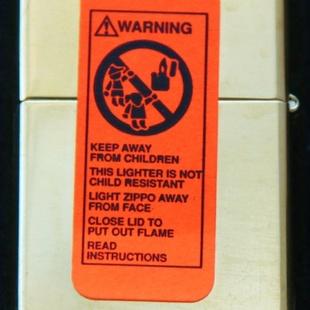 WARNING
KEEP AWAY
FROM CHILDREN
THIS LIGHTER IS NOT
CHILD RESISTANT
LIGHT ZIPPO AWAY
FROM FACE
CLOSE LID TO
PUT OUT FLAME
READ
INSTRUCTIONS